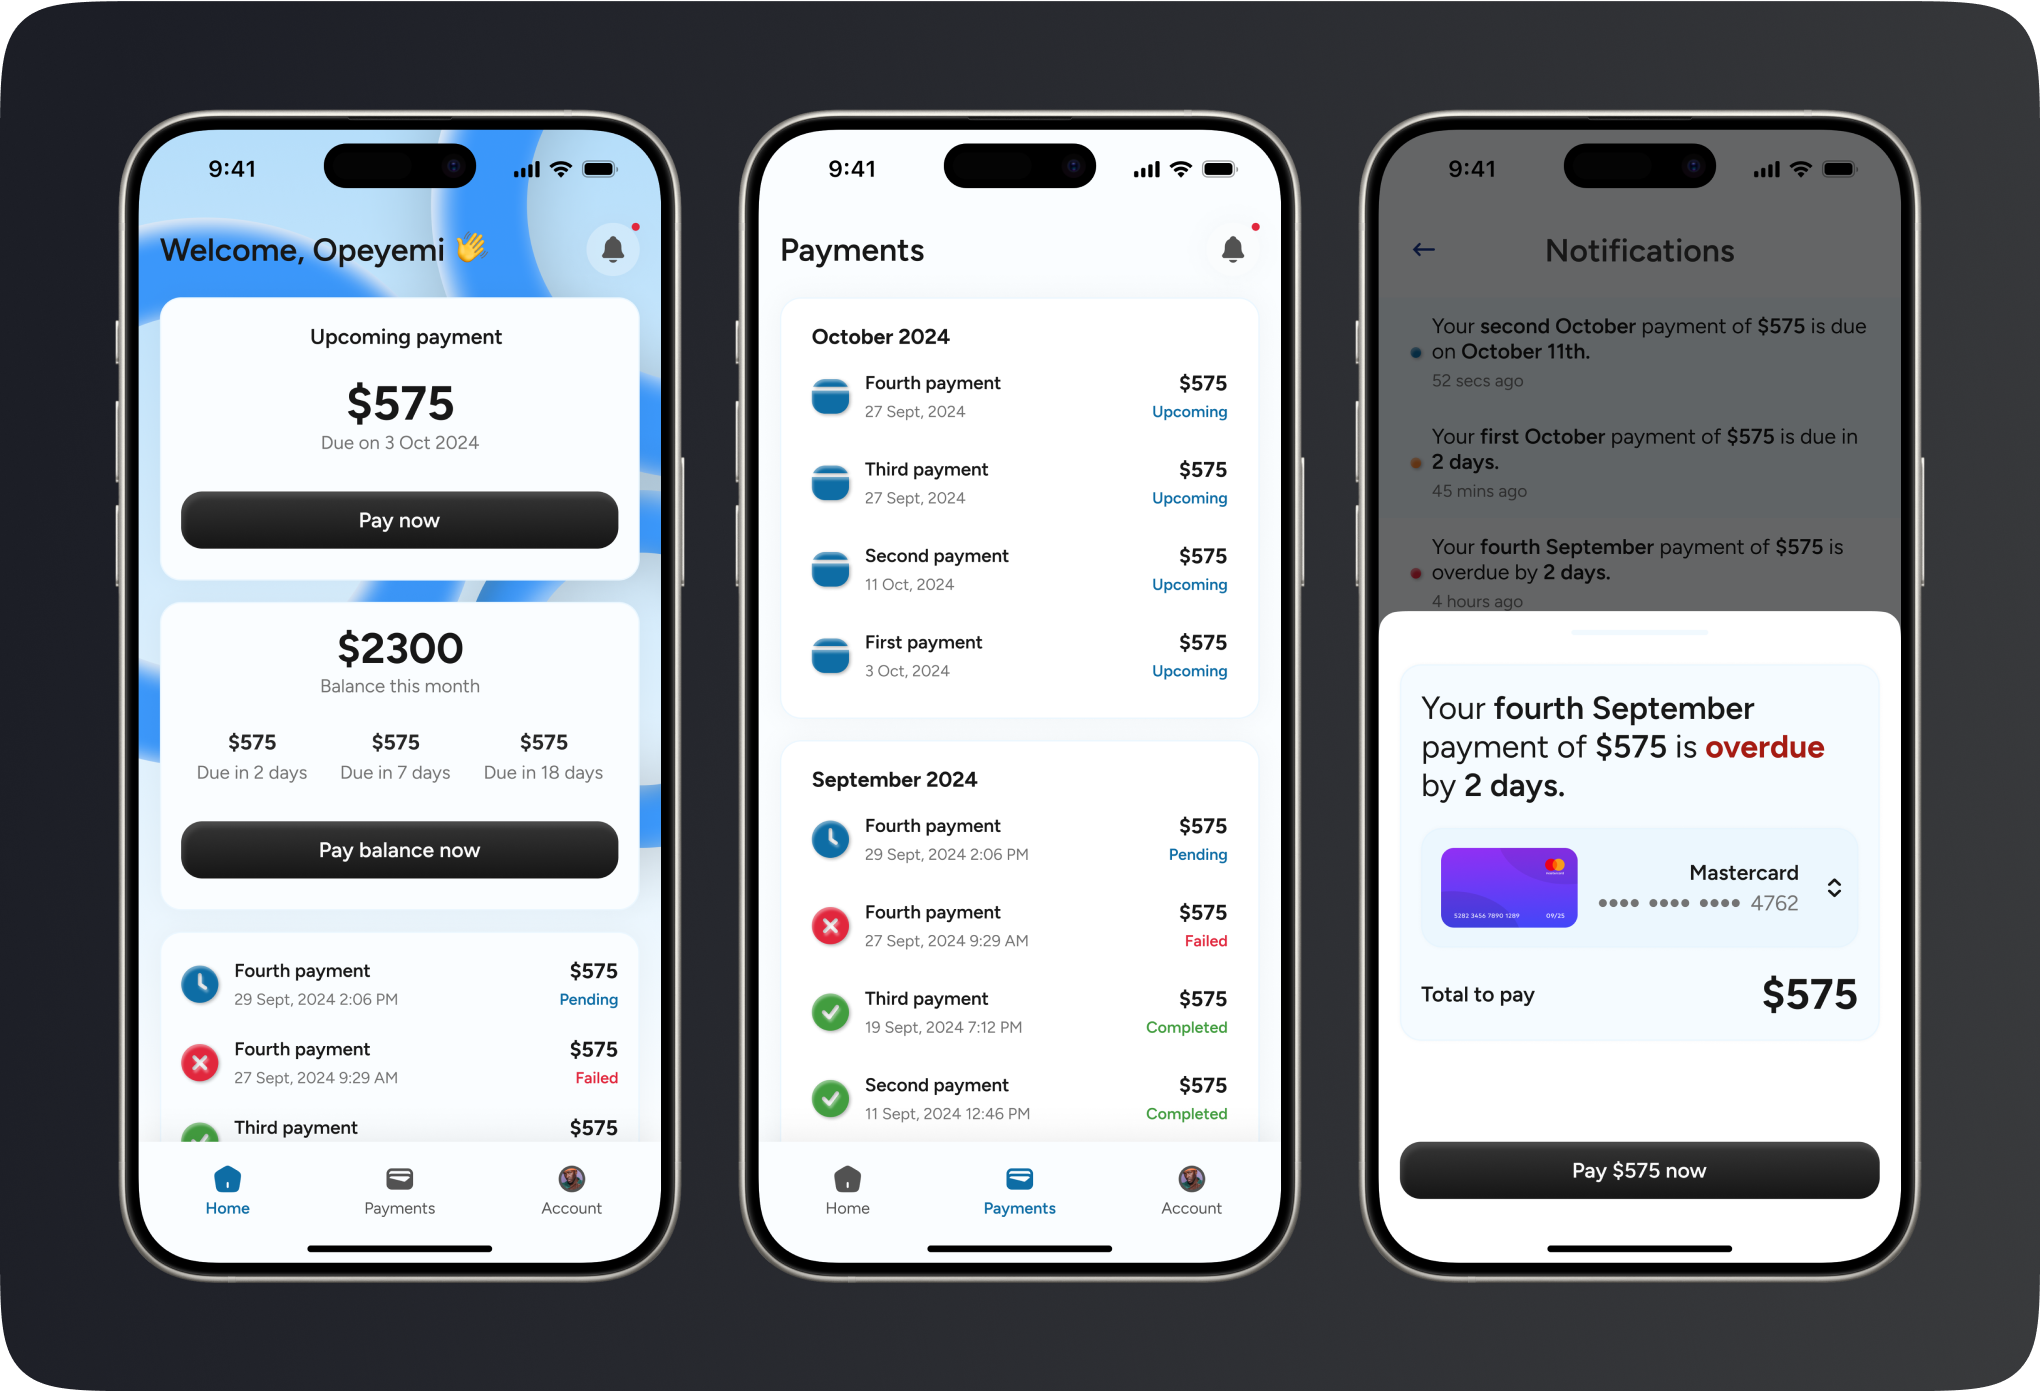 9:41
Welcome, Opeyemi 👋
Upcoming payment
$575
Due on 3 Oct 2024
Pay now
$2300
Balance this month
$575 $575 $575
Due in 2 days Due in 7 days Due in 18 days
Pay balance now
Fourth payment $575
29 Sept, 2024 2:06 PM Pending
Fourth payment $575
27 Sept, 2024 9:29 AM Failed
Third payment $575
Home Payments Account
9:41
Payments
October 2024
Fourth payment $575
27 Sept, 2024 Upcoming
Third payment $575
27 Sept, 2024 Upcoming
Second payment $575
11 Oct, 2024 Upcoming
First payment $575
3 Oct, 2024 Upcoming
September 2024
Fourth payment $575
29 Sept, 2024 2:06 PM Pending
Fourth payment $575
27 Sept, 2024 9:29 AM Failed
Third payment $575
19 Sept, 2024 7:12 PM Completed
Second payment $575
11 Sept, 2024 12:46 PM Completed
Home Payments Account
9:41
Notifications
Your second October payment of $575 is due
on October 11th.
52 secs ago
Your first October payment of $575 is due in
2 days.
45 mins ago
Your fourth September payment of $575 is
overdue by 2 days.
4 hours ago
Your fourth September
payment of $575 is overdue
by 2 days.
5282 3456 7890 1289 09/25
Mastercard
•••• •••• •••• 4762
Total to pay $575
Pay $575 now